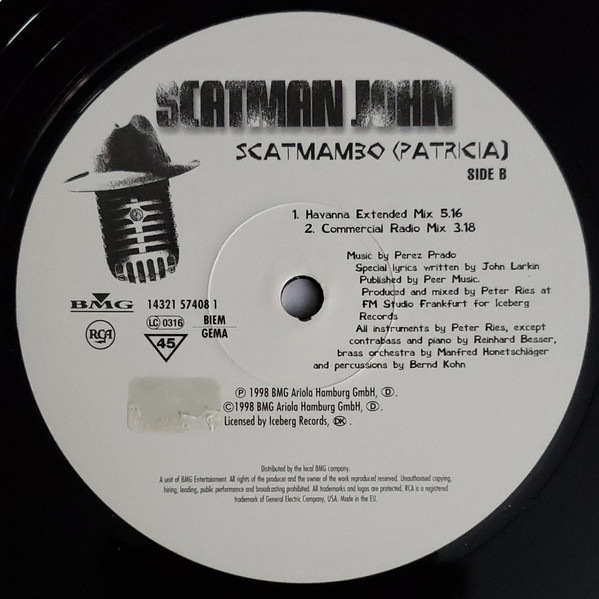 SCATMAN JOHN
SCATMAMBO (PATRICIA)
SIDE B
1. Havanna Extended Mix 5.16
2. Commercial Radio Mix 3.18
Music by Perez Prado
Special lyrics written by John Larkin
Published by Peer Music.
Produced and mixed by Peter Ries at
FM Studio Frankfurt for Iceberg
Records
All instruments by Peter Ries, except
contrabass and piano by Reinhard Besser,
brass orchestra by Manfred Honetschläger
and percussions by Bernd Kohn
BMG 14321 57408 1
RCA LC 0316 BIEM
GEMA
45
Ⓟ 1998 BMG Ariola Hamburg GmbH, Ⓓ.
©1998 BMG Ariola Hamburg GmbH, Ⓓ.
Licensed by Iceberg Records, DK .
Distributed by the local BMG company.
A unit of BMG Entertainment. All rights of the producer and the owner of the work reproduced reserved. Unauthorised copying,
hiring, lending, public performance and broadcasting prohibited. All trademarks and logos are protected. RCA is a registered
trademark of General Electric Company, USA. Made in the EU.